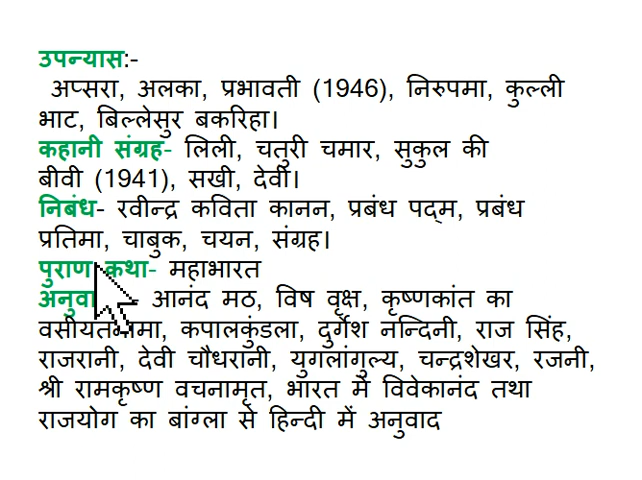 उपन्यास:-
अप्सरा, अलका, प्रभावती (1946), निरुपमा, कुल्ली
भाट, बिल्लेसुर बकरिहा।
कहानी संग्रह- लिली, चतुरी चमार, सुकुल की
बीवी (1941), सखी, देवी।
निबंध- रवीन्द्र कविता कानन, प्रबंध पद्म, प्रबंध
प्रतिमा, चाबुक, चयन, संग्रह।
पुराण कथा- महाभारत
- आनंद मठ, विष वृक्ष, कृष्णकांत का
कपालकुंडला, दुर्गेश नन्दिनी, राज सिंह,
राजरानी, देवी चौधरानी, युगलांगुल्य, चन्द्रशेखर, रजनी,
श्री रामकृष्ण वचनामृत, भारत में विवेकानंद तथा
राजयोग का बांग्ला से हिन्दी में अनुवाद